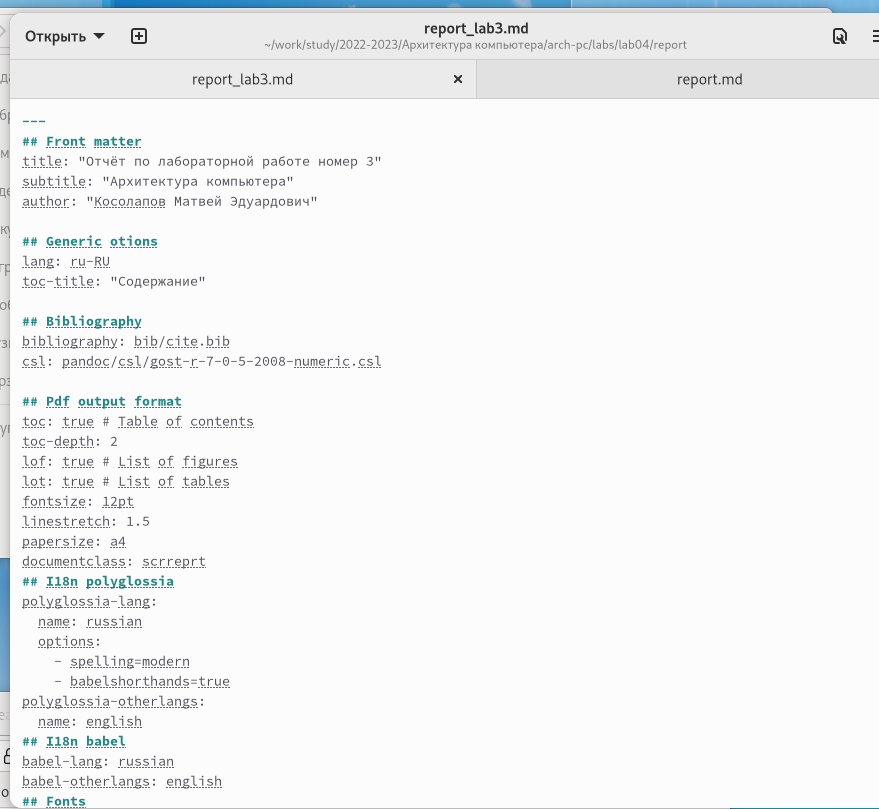 Открыть
report_lab3.md
~/work/study/2022-2023/Архитектура компьютера/arch-pc/labs/lab04/report
report_lab3.md
report.md
---
## Front matter
title: "Отчёт по лабораторной работе номер 3"
subtitle: "Архитектура компьютера"
author: "Косолапов Матвей Эдуардович"
## Generic otions
lang: ru-RU
toc-title: "Содержание"
## Bibliography
bibliography: bib/cite.bib
csl: pandoc/csl/gost-r-7-0-5-2008-numeric.csl
## Pdf output format
toc: true # Table of contents
toc-depth: 2
lof: true # List of figures
lot: true # List of tables
fontsize: 12pt
linestretch: 1.5
papersize: a4
documentclass: scrreprt
## I18n polyglossia
polyglossia-lang:
  name: russian
  options:
    - spelling=modern
    - babelshorthands=true
polyglossia-otherlangs:
  name: english
## I18n babel
babel-lang: russian
babel-otherlangs: english
## Fonts